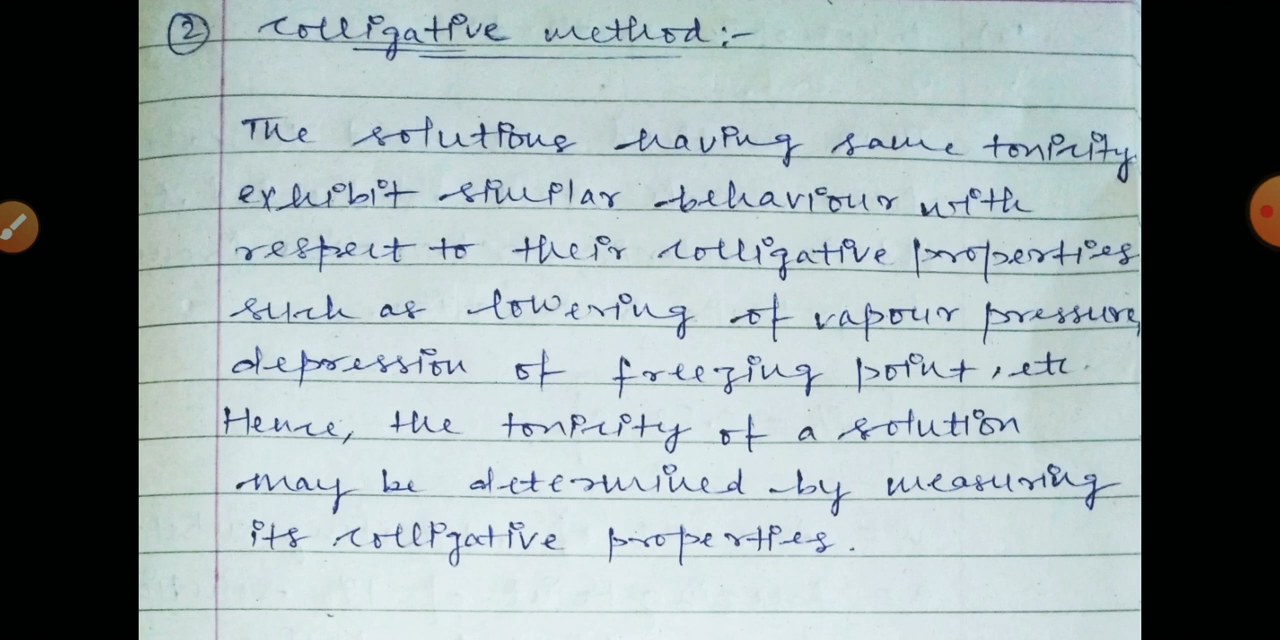 ② Colligative method:-
The solutions having same tonicity
exhibit similar behaviour with
respect to their colligative properties
such as lowering of vapour pressure,
depression of freezing point, etc.
Hence, the tonicity of a solution
may be determined by measuring
its colligative properties.